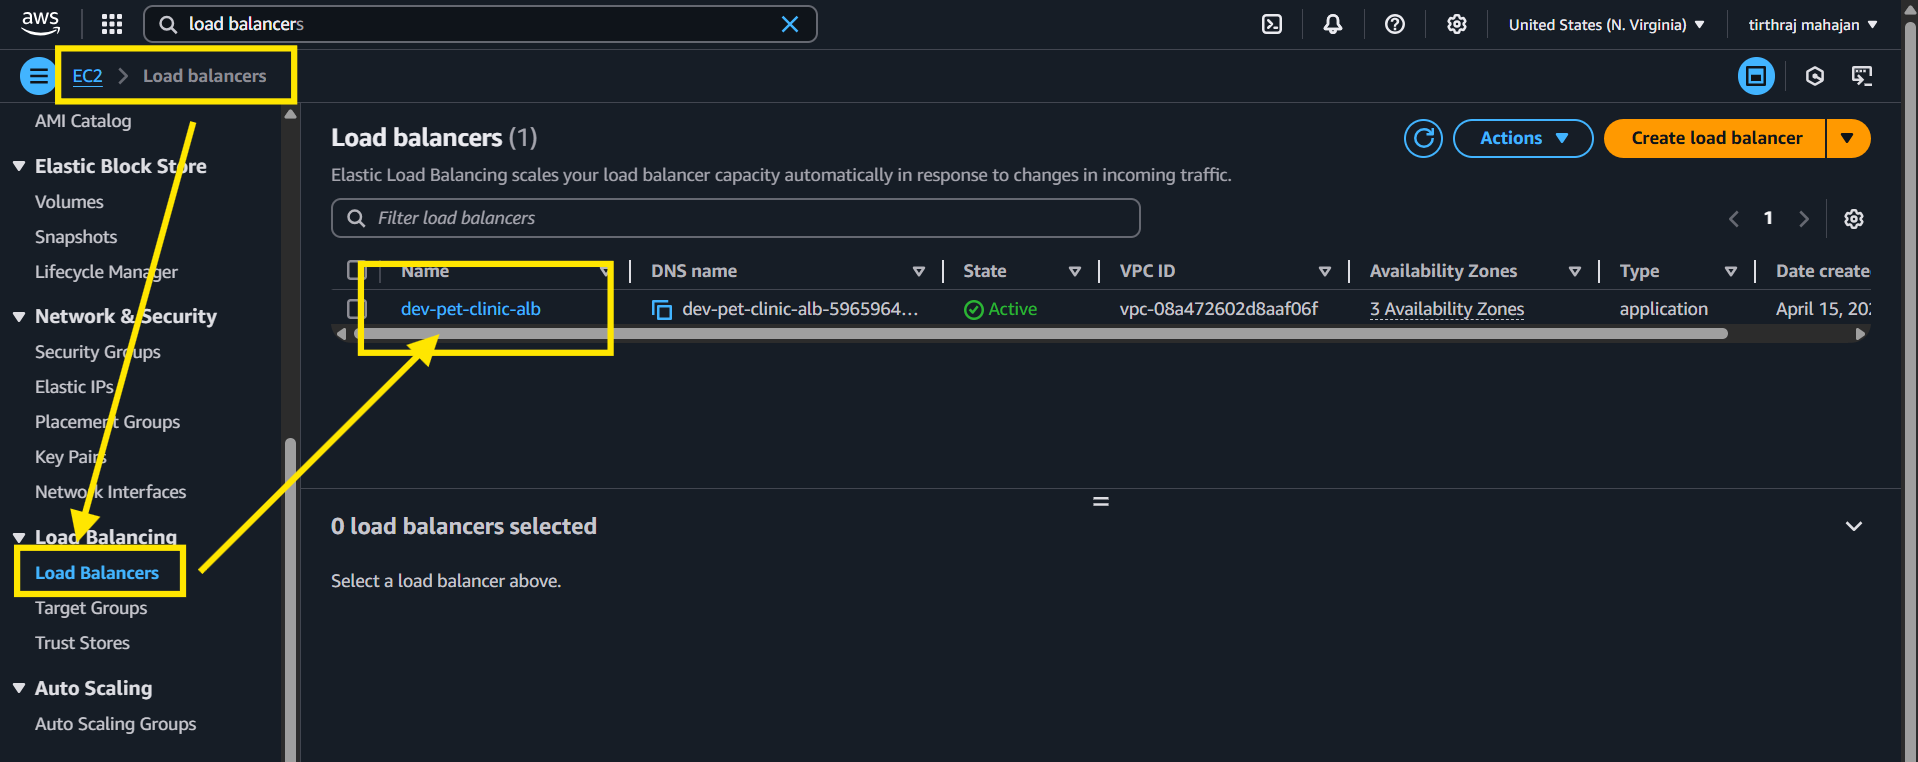 aws
load balancers
United States (N. Virginia)
tirthraj mahajan
EC2
Load balancers
AMI Catalog
Elastic Block Store
Volumes
Snapshots
Lifecycle Manager
Network & Security
Security Groups
Elastic IPs
Placement Groups
Key Pairs
Network Interfaces
Load Balancing
Load Balancers
Target Groups
Trust Stores
Auto Scaling
Auto Scaling Groups
Load balancers (1)
Actions
Create load balancer
Elastic Load Balancing scales your load balancer capacity automatically in response to changes in incoming traffic.
Filter load balancers
1
Name DNS name State VPC ID Availability Zones Type Date create
dev-pet-clinic-alb dev-pet-clinic-alb-5965964... Active vpc-08a472602d8aaf06f 3 Availability Zones application April 15, 202
0 load balancers selected
Select a load balancer above.